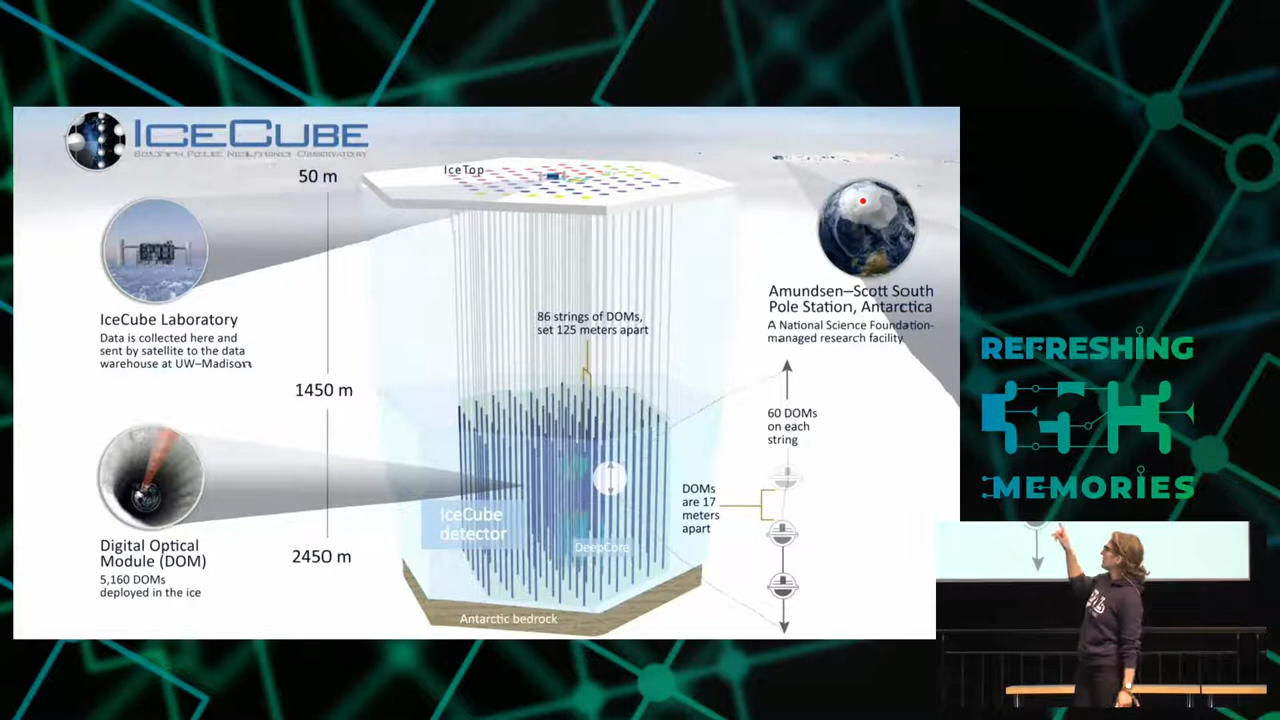 ICECUBE
SOUTH POLE NEUTRINO OBSERVATORY
50 m
IceTop
IceCube Laboratory
Data is collected here and
sent by satellite to the data
warehouse at UW–Madison
86 strings of DOMs,
set 125 meters apart
Amundsen–Scott South
Pole Station, Antarctica
A National Science Foundation-
managed research facility
1450 m
60 DOMs
on each
string
DOMs
are 17
meters
apart
IceCube
detector
DeepCore
Digital Optical
Module (DOM)
5,160 DOMs
deployed in the ice
2450 m
Antarctic bedrock
REFRESHING
MEMORIES